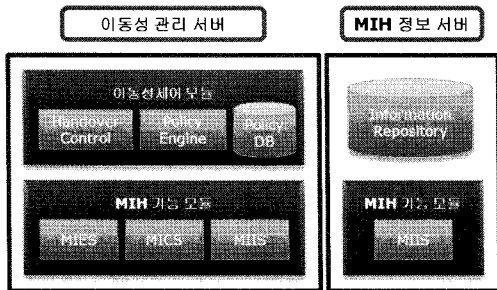 이동성 관리 서버
MIH 정보 서버
이동성제어 모듈
Handover Control
Policy Engine
Policy DB
Information Repository
MIH 기능 모듈
MIES
MICS
MIIS
MIH 기능 모듈
MIIS